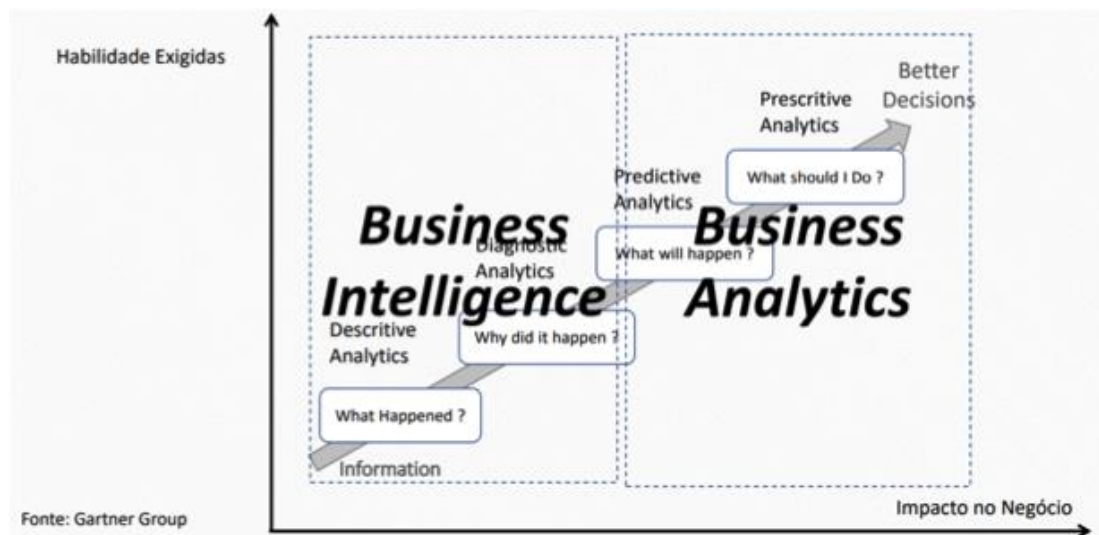 Habilidade Exigidas
Better
Decisions
Prescritive
Analytics
What should I Do ?
Predictive
Analytics
Business
Analytics
What will happen ?
Business
Intelligence
Diagnostic
Analytics
Why did it happen ?
Descritive
Analytics
What Happened ?
Information
Impacto no Negócio
Fonte: Gartner Group